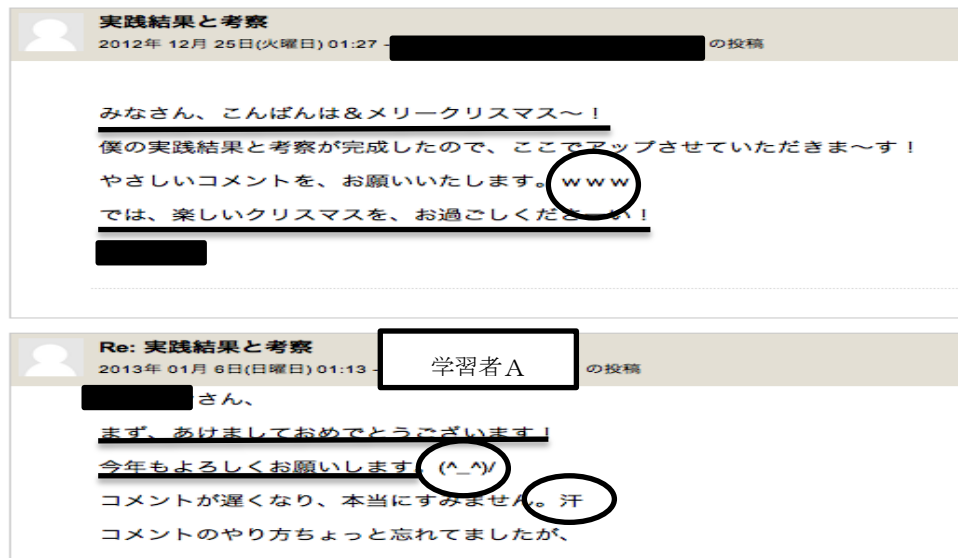 実践結果と考察
2012年 12月 25日(火曜日) 01:27 - の投稿
みなさん、こんばんは＆メリークリスマス〜！
僕の実践結果と考察が完成したので、ここでアップさせていただきま〜す！
やさしいコメントを、お願いいたします。ｗｗｗ
では、楽しいクリスマスを、お過ごしくださーい！
Re: 実践結果と考察
2013年 01月 6日(日曜日) 01:13 - 学習者A の投稿
さん、
まず、あけましておめでとうございます！
今年もよろしくお願いします。(^_^)/
コメントが遅くなり、本当にすみません。汗
コメントのやり方ちょっと忘れてましたが、